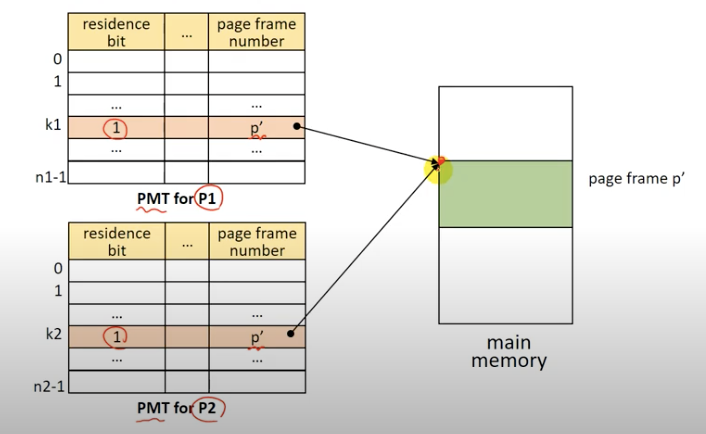 residence bit
...
page frame number
0
1
...
...
k1
1
p’
...
...
n1-1
PMT for P1
residence bit
...
page frame number
0
1
...
...
k2
1
p’
...
...
n2-1
PMT for P2
page frame p’
main memory